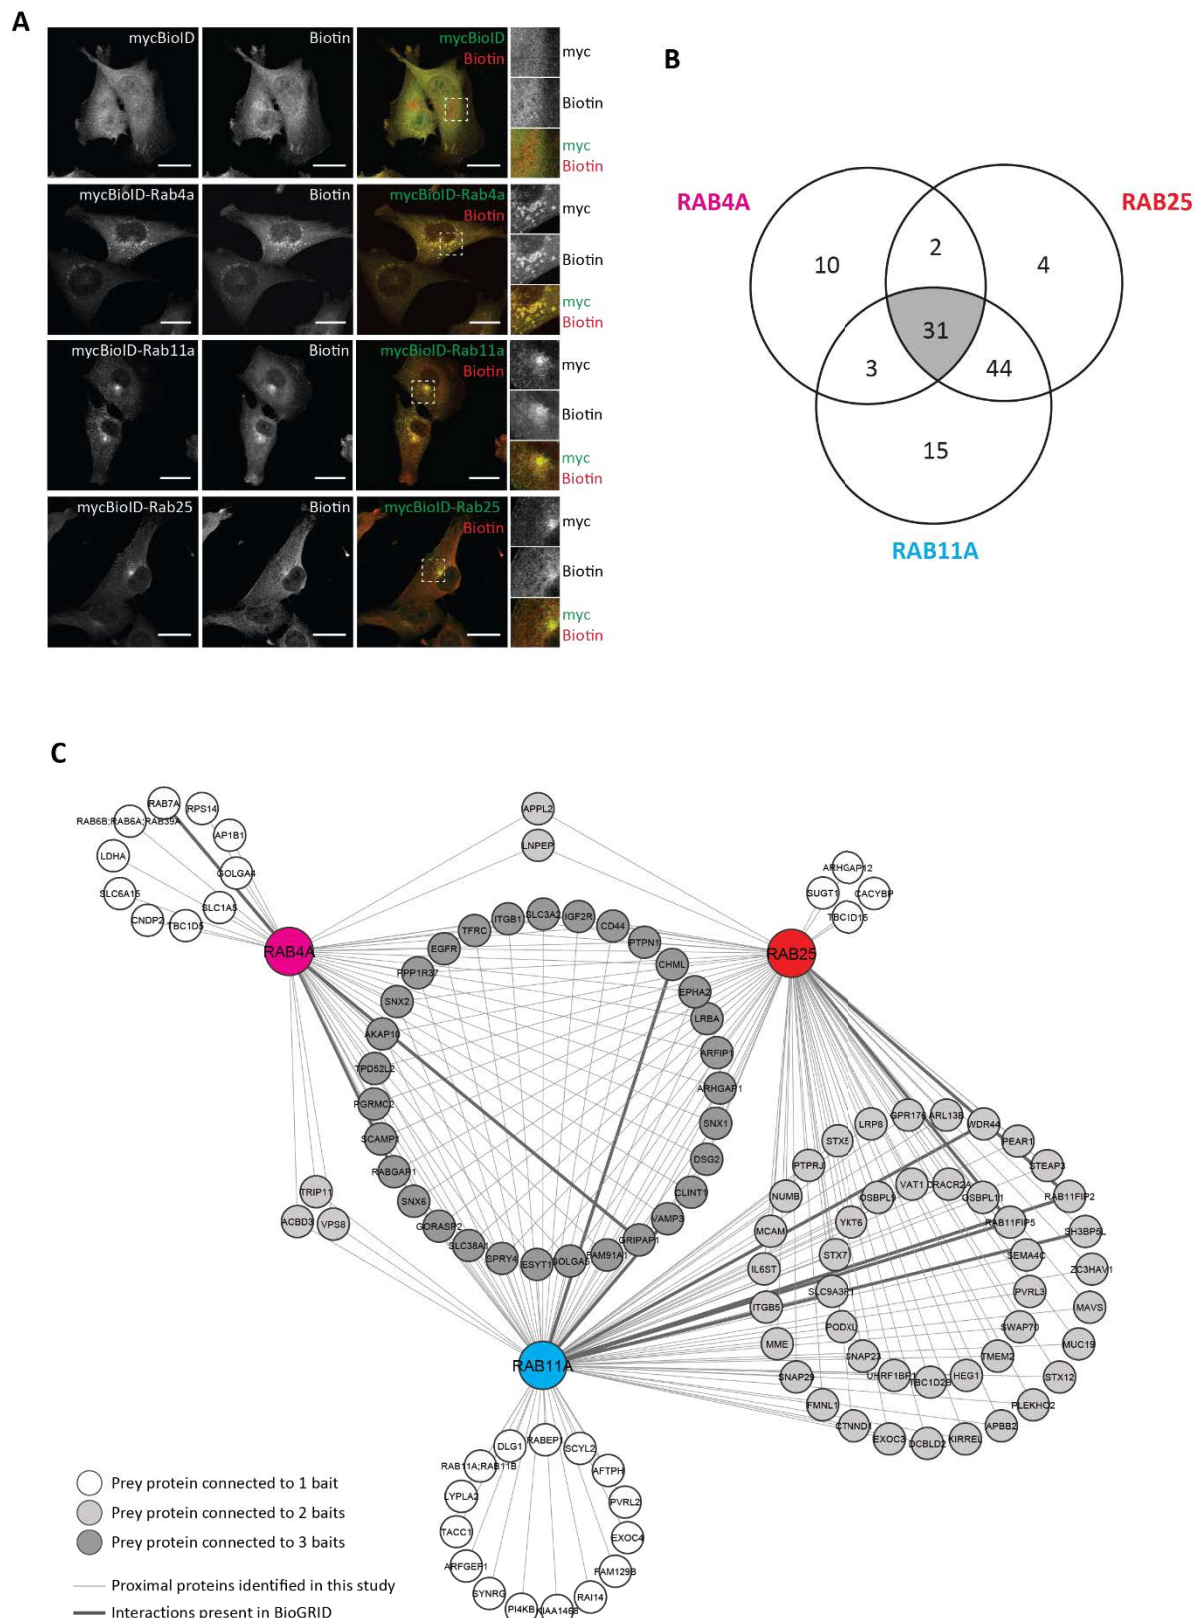 A
mycBioID
Biotin
mycBioID
Biotin
myc
Biotin
myc
Biotin
mycBioID-Rab4a
Biotin
mycBioID-Rab4a
Biotin
myc
Biotin
myc
Biotin
mycBioID-Rab11a
Biotin
mycBioID-Rab11a
Biotin
myc
Biotin
myc
Biotin
mycBioID-Rab25
Biotin
mycBioID-Rab25
Biotin
myc
Biotin
myc
Biotin
B
RAB4A
RAB25
10
2
4
31
3
44
15
RAB11A
C
RAB7A
RPS14
RAB6B;RAB6A;RAB39A
AP1B1
LDHA
GOLGA4
SLC6A15
SLC1A5
CNDP2
TBC1D5
RAB4A
APPL2
LNPEP
ARHGAP12
SUGT1
CACYBP
TBC1D15
RAB25
SLC3A2
ITGB1
IGF2R
TFRC
CD44
EGFR
PTPN1
PPP1R37
CHML
SNX2
EPHA2
AKAP10
LRBA
TPD52L2
ARFIP1
PGRMC2
ARHGAP1
SCAMP1
SNX1
RABGAP1
DSG2
SNX6
CLINT1
GORASP2
VAMP3
SLC38A1
GRIPAP1
SPRY4
ESYT1
GOLGA5
FAM91A1
TRIP11
ACBD3
VPS8
GPR176
ARL13B
LRP8
WDR44
STX6
PEAR1
PTPRJ
STEAP3
NUMB
VAT1
CRACR2A
OSBPL9
OSBPL11
RAB11FIP2
MCAM
YKT6
RAB11FIP5
SH3BP5L
IL6ST
STX7
SEMA4C
ZC3HAV1
ITGB5
SLC9A3R1
PVRL3
MAVS
MME
PODXL
SWAP70
MUC19
SNAP29
SNAP23
TMEM2
STX12
UHRF1BP1
TBC1D2B
HEG1
FMNL1
PLEKHO2
CTNND1
APBB2
EXOC3
DCBLD2
KIRREL
RAB11A
DLG1
RABEP1
SCYL2
RAB11A;RAB11B
AFTPH
LYPLA2
PVRL2
TACC1
EXOC4
ARFGEF1
FAM129B
SYNRG
RAI14
PI4KB
KIAA1468
Prey protein connected to 1 bait
Prey protein connected to 2 baits
Prey protein connected to 3 baits
Proximal proteins identified in this study
Interactions present in BioGRID